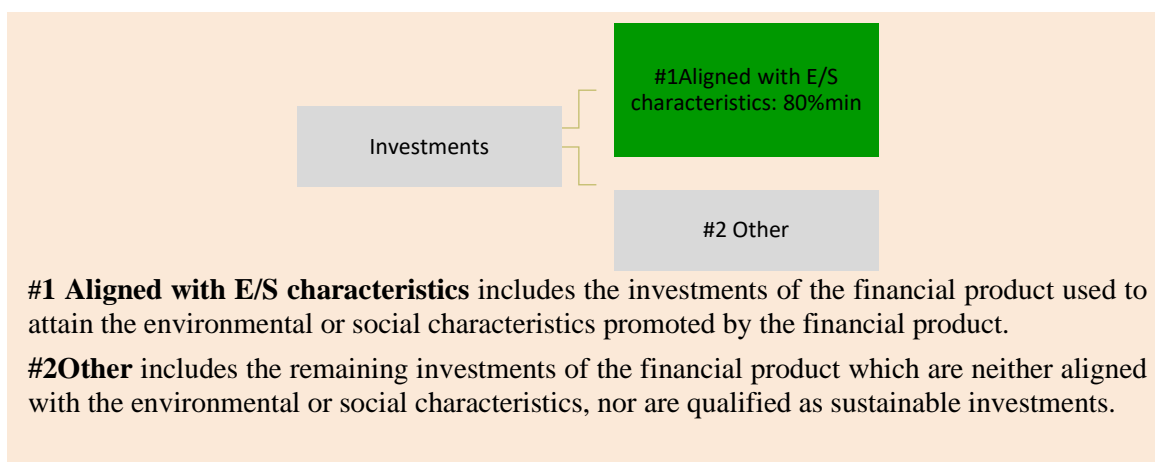 #1Aligned with E/S
characteristics: 80%min
Investments
#2 Other
#1 Aligned with E/S characteristics includes the investments of the financial product used to
attain the environmental or social characteristics promoted by the financial product.
#2Other includes the remaining investments of the financial product which are neither aligned
with the environmental or social characteristics, nor are qualified as sustainable investments.